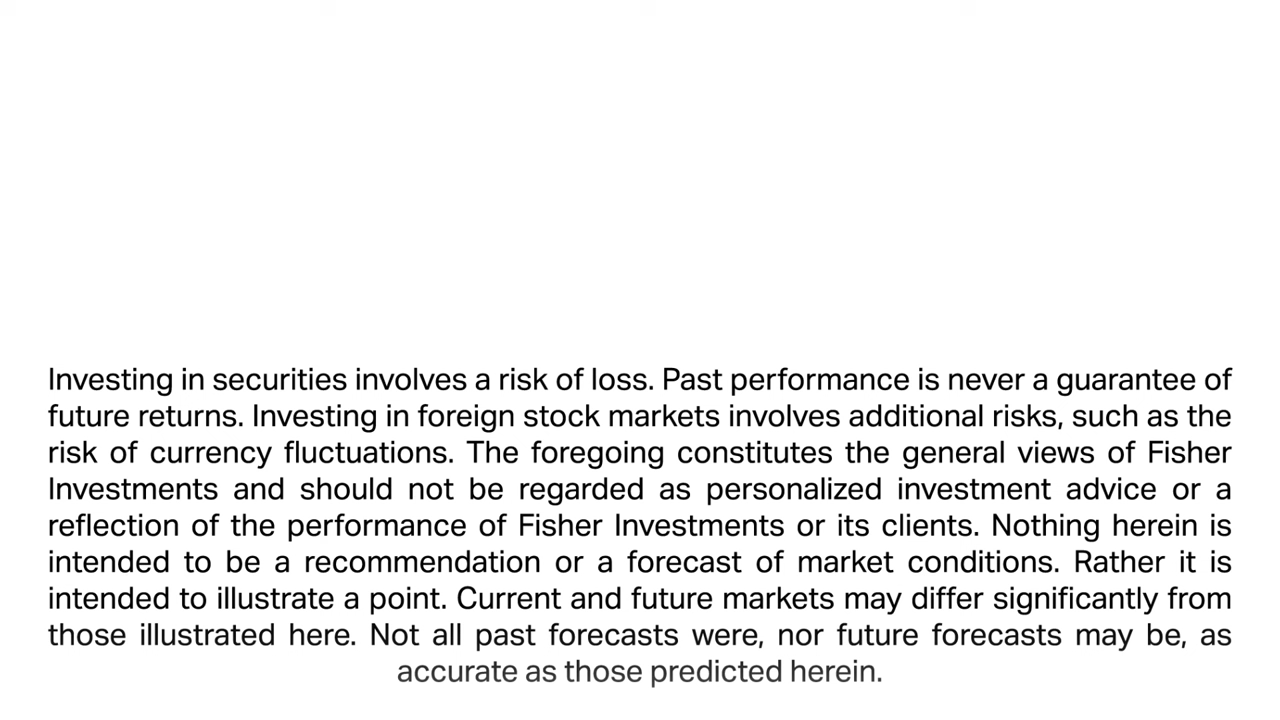 Investing in securities involves a risk of loss. Past performance is never a guarantee of
future returns. Investing in foreign stock markets involves additional risks, such as the
risk of currency fluctuations. The foregoing constitutes the general views of Fisher
Investments and should not be regarded as personalized investment advice or a
reflection of the performance of Fisher Investments or its clients. Nothing herein is
intended to be a recommendation or a forecast of market conditions. Rather it is
intended to illustrate a point. Current and future markets may differ significantly from
those illustrated here. Not all past forecasts were, nor future forecasts may be, as
accurate as those predicted herein.